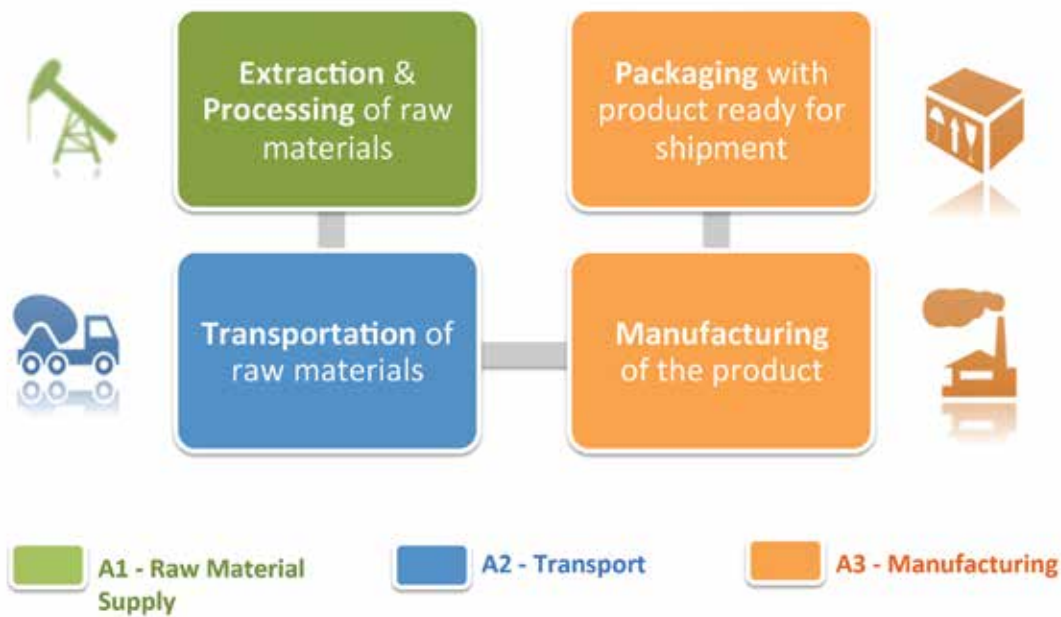 Extraction &
Processing of raw
materials
Packaging with
product ready for
shipment
Transportation of
raw materials
Manufacturing
of the product
A1 - Raw Material
Supply
A2 - Transport
A3 - Manufacturing